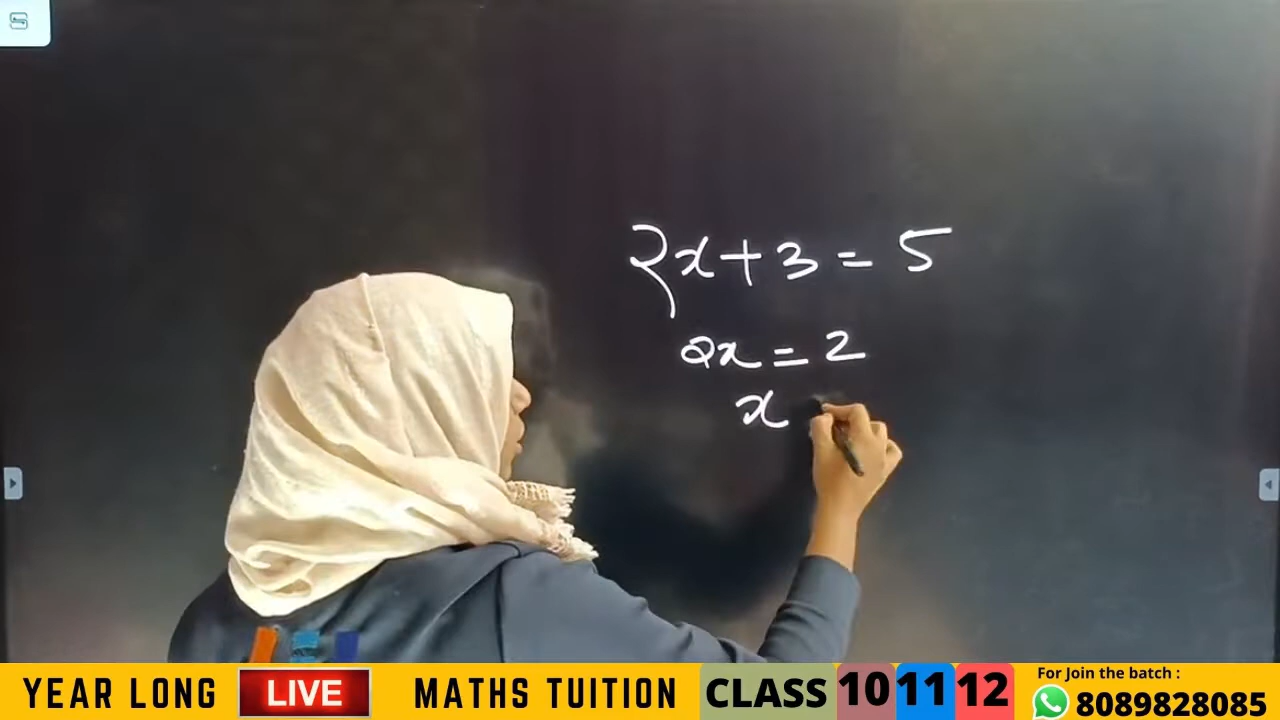 2x + 3 = 5
2x = 2
x
YEAR LONG LIVE MATHS TUITION CLASS 10 11 12
For Join the batch :
8089828085